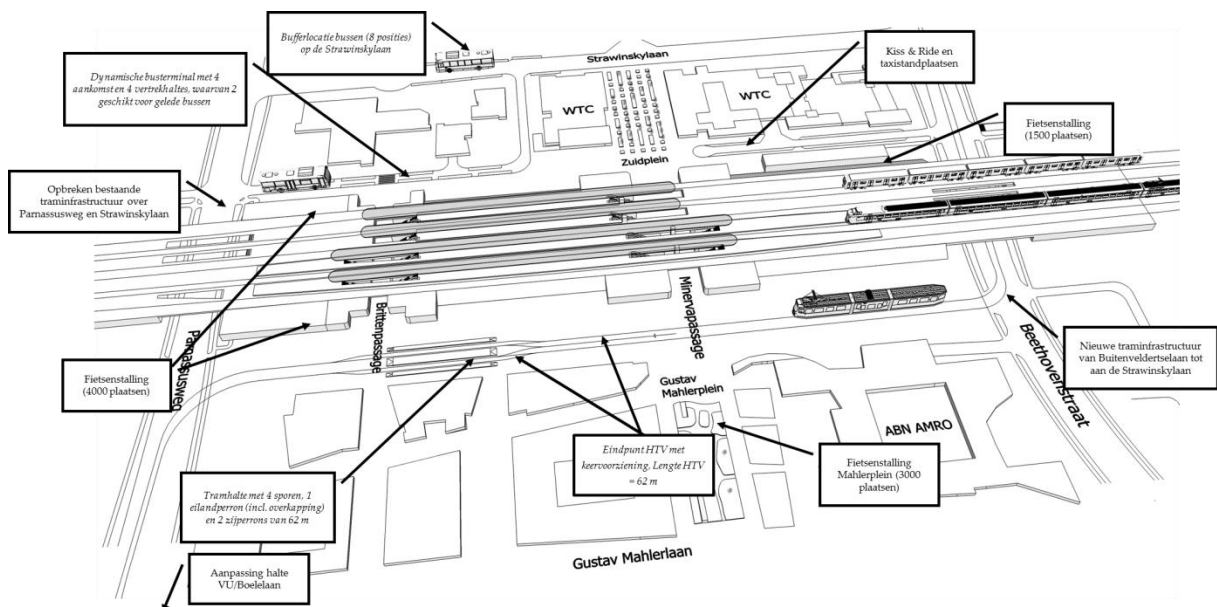 Bufferlocatie bussen (8 posities)
op de Strawinskylaan
Strawinskylaan
Kiss & Ride en
taxistandplaatsen
Dynamische busterminal met 4
aankomst en 4 vertrekhaltes, waarvan 2
geschikt voor gelede bussen
WTC
WTC
Fietsenstalling
(1500 plaatsen)
Zuidplein
Opbreken bestaande
traminfrastructuur over
Parnassusweg en Strawinskylaan
Brittenpassage
Minervapassage
Parnassusweg
Beethovenstraat
Nieuwe traminfrastructuur
van Buitenveldertselaan tot
aan de Strawinskylaan
Fietsenstalling
(4000 plaatsen)
Gustav
Mahlerplein
ABN AMRO
Eindpunt HTV met
keervoorziening. Lengte HTV
= 62 m
Fietsenstalling
Mahlerplein (3000
plaatsen)
Tramhalte met 4 sporen, 1
eilandperron (incl. overkapping)
en 2 zijperrons van 62 m
Gustav Mahlerlaan
Aanpassing halte
VU/Boelelaan